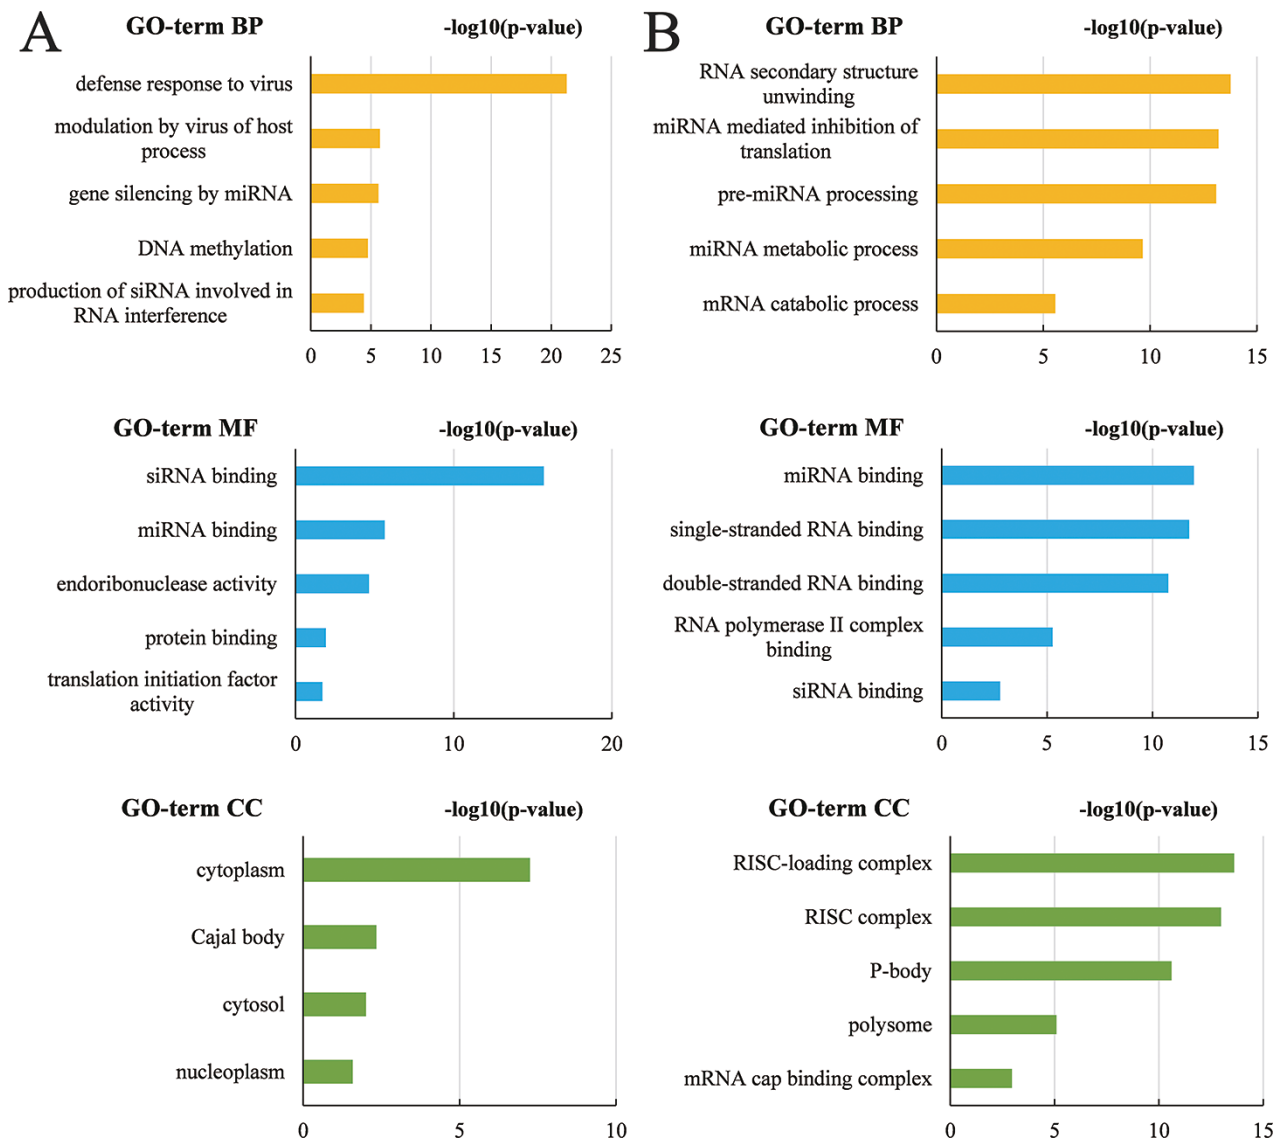 A
GO-term BP
-log10(p-value)
defense response to virus
modulation by virus of host
process
gene silencing by miRNA
DNA methylation
production of siRNA involved in
RNA interference
0 5 10 15 20 25
B
GO-term BP
-log10(p-value)
RNA secondary structure
unwinding
miRNA mediated inhibition of
translation
pre-miRNA processing
miRNA metabolic process
mRNA catabolic process
0 5 10 15
GO-term MF
-log10(p-value)
siRNA binding
miRNA binding
endoribonuclease activity
protein binding
translation initiation factor
activity
0 10 20
GO-term MF
-log10(p-value)
miRNA binding
single-stranded RNA binding
double-stranded RNA binding
RNA polymerase II complex
binding
siRNA binding
0 5 10 15
GO-term CC
-log10(p-value)
cytoplasm
Cajal body
cytosol
nucleoplasm
0 5 10
GO-term CC
-log10(p-value)
RISC-loading complex
RISC complex
P-body
polysome
mRNA cap binding complex
0 5 10 15